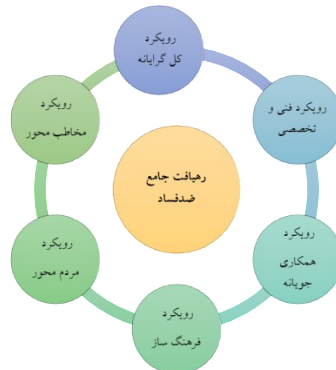 رویکرد
کل گرایانه
رویکرد فنی و
تخصصی
رویکرد
همکاری
جویانه
رویکرد
فرهنگ ساز
رویکرد
مردم محور
رویکرد
مخاطب محور
رهیافت جامع
ضدفساد